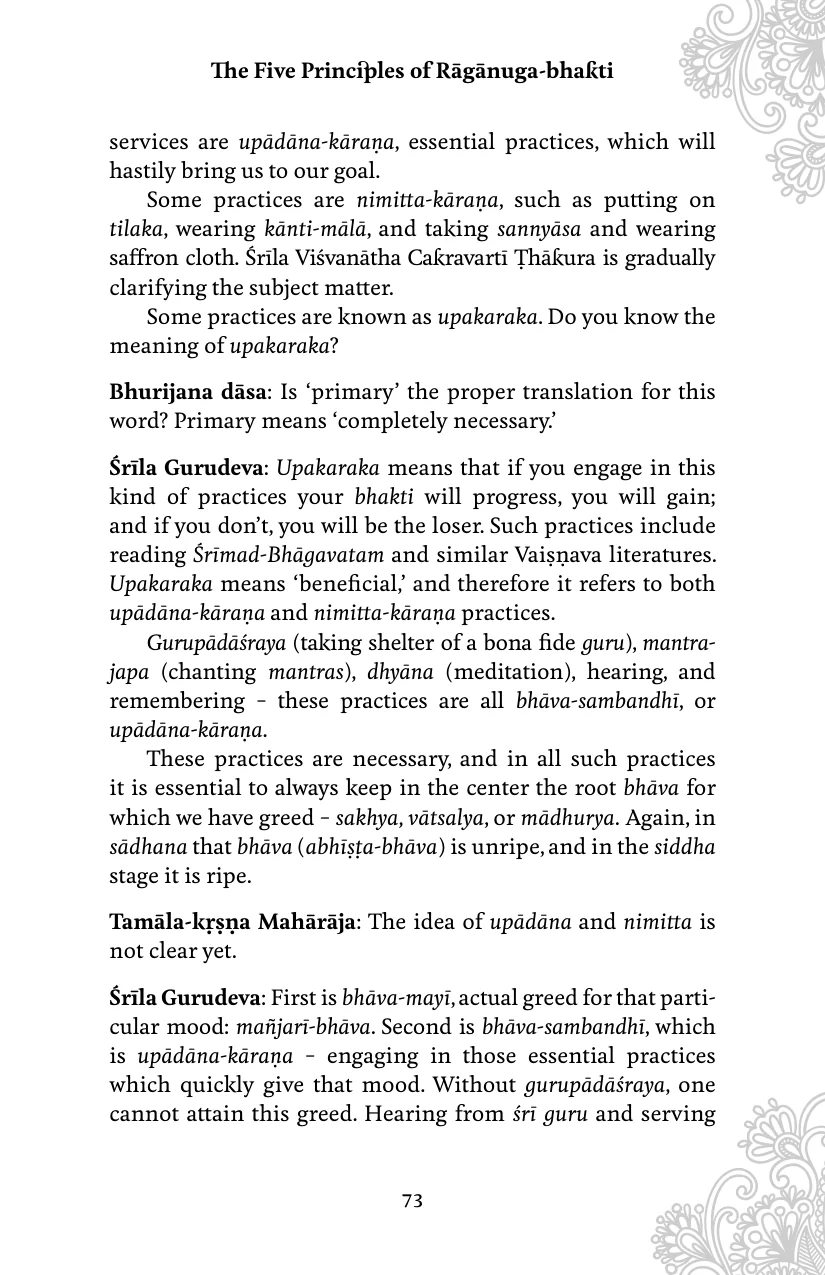 The Five Principles of Rāgānuga-bhakti
services are upādāna-kāraṇa, essential practices, which will
hastily bring us to our goal.
Some practices are nimitta-kāraṇa, such as putting on
tilaka, wearing kānti-mālā, and taking sannyāsa and wearing
saffron cloth. Śrīla Viśvanātha Cakravartī Ṭhākura is gradually
clarifying the subject matter.
Some practices are known as upakaraka. Do you know the
meaning of upakaraka?
Bhurijana dāsa: Is ‘primary’ the proper translation for this
word? Primary means ‘completely necessary.’
Śrīla Gurudeva: Upakaraka means that if you engage in this
kind of practices your bhakti will progress, you will gain;
and if you don’t, you will be the loser. Such practices include
reading Śrīmad-Bhāgavatam and similar Vaiṣṇava literatures.
Upakaraka means ‘beneficial,’ and therefore it refers to both
upādāna-kāraṇa and nimitta-kāraṇa practices.
Gurupādāśraya (taking shelter of a bona fide guru), mantra-
japa (chanting mantras), dhyāna (meditation), hearing, and
remembering – these practices are all bhāva-sambandhī, or
upādāna-kāraṇa.
These practices are necessary, and in all such practices
it is essential to always keep in the center the root bhāva for
which we have greed – sakhya, vātsalya, or mādhurya. Again, in
sādhana that bhāva (abhīṣṭa-bhāva) is unripe, and in the siddha
stage it is ripe.
Tamāla-kṛṣṇa Mahārāja: The idea of upādāna and nimitta is
not clear yet.
Śrīla Gurudeva: First is bhāva-mayī, actual greed for that parti-
cular mood: mañjarī-bhāva. Second is bhāva-sambandhī, which
is upādāna-kāraṇa – engaging in those essential practices
which quickly give that mood. Without gurupādāśraya, one
cannot attain this greed. Hearing from śrī guru and serving
73